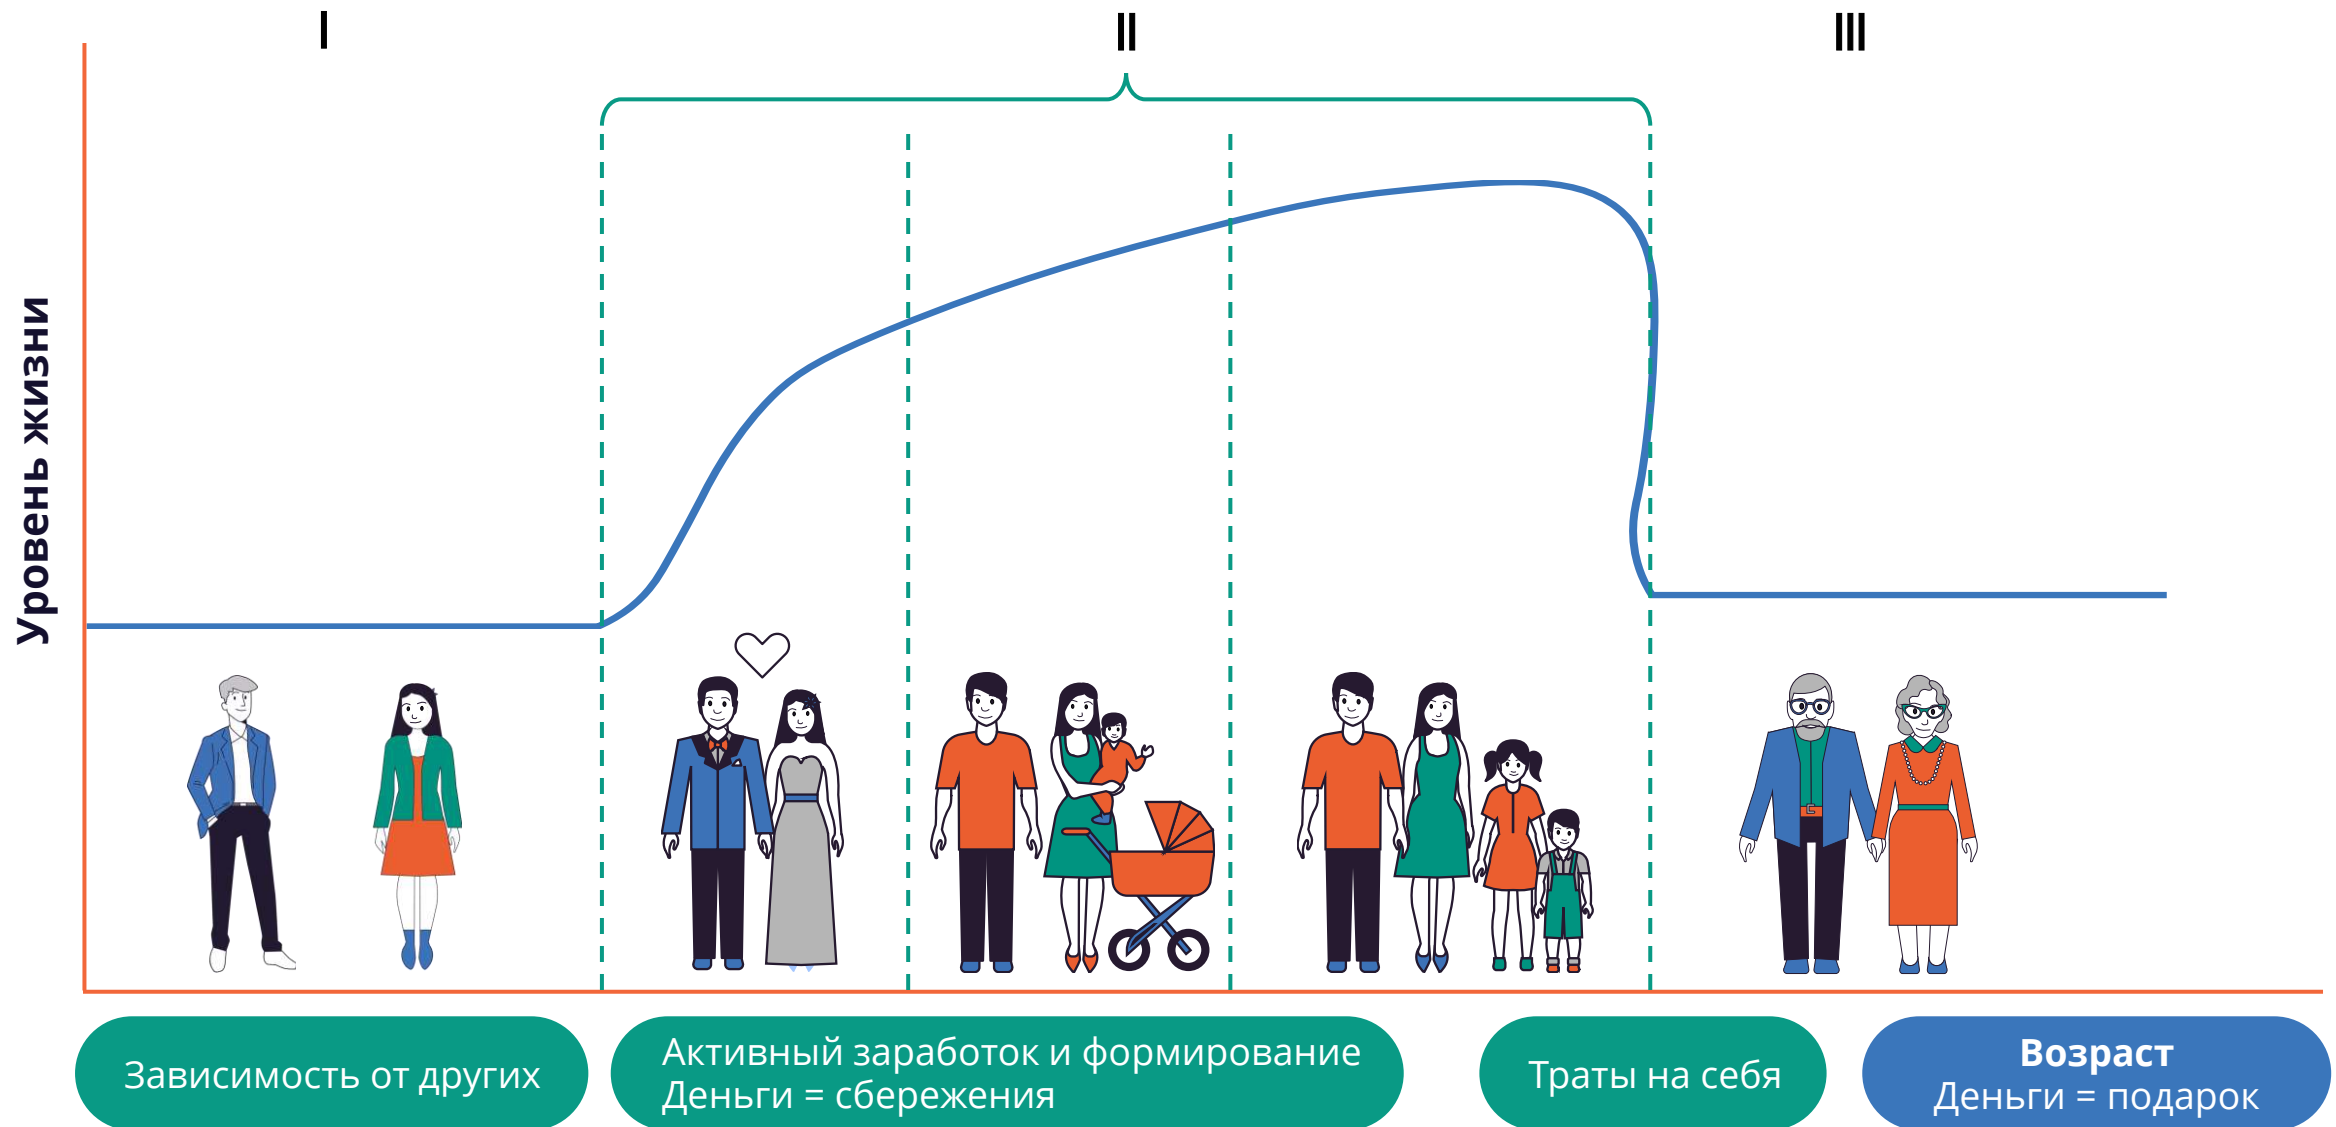 I
II
III
Уровень жизни
Зависимость от других
Активный заработок и формирование
Деньги = сбережения
Траты на себя
Возраст
Деньги = подарок